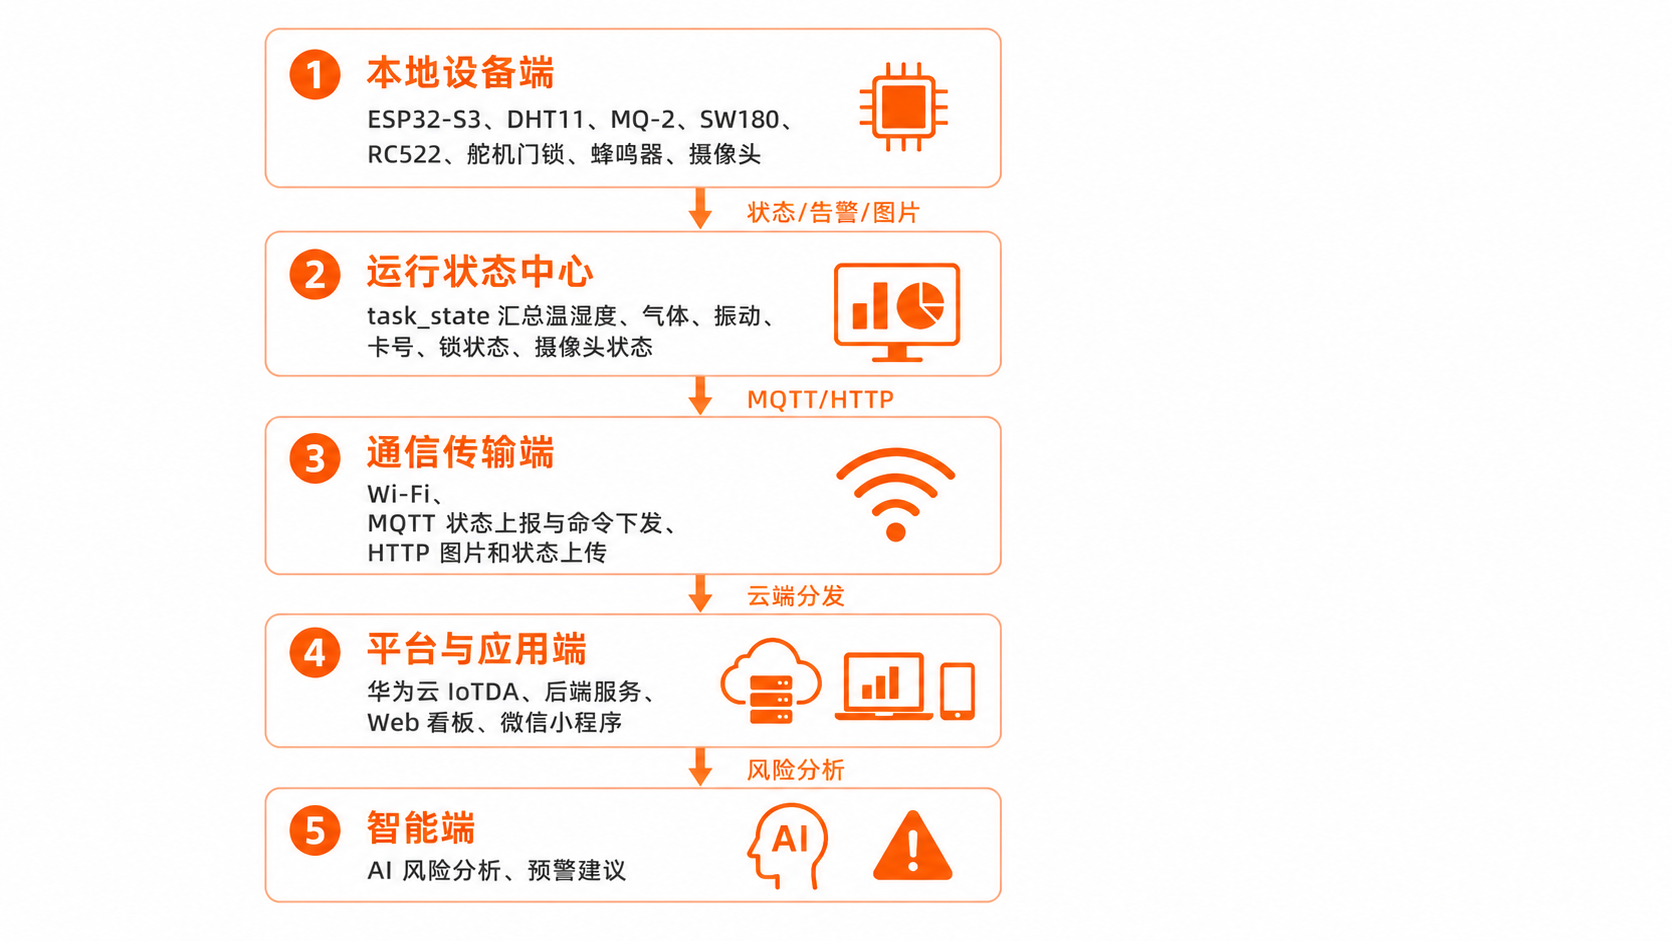 1 本地设备端
ESP32-S3、DHT11、MQ-2、SW180、
RC522、舵机门锁、蜂鸣器、摄像头
状态/告警/图片
2 运行状态中心
task_state 汇总温湿度、气体、振动、
卡号、锁状态、摄像头状态
MQTT/HTTP
3 通信传输端
Wi-Fi、
MQTT 状态上报与命令下发、
HTTP 图片和状态上传
云端分发
4 平台与应用端
华为云 IoTDA、后端服务、
Web 看板、微信小程序
风险分析
5 智能端
AI 风险分析、预警建议
AI